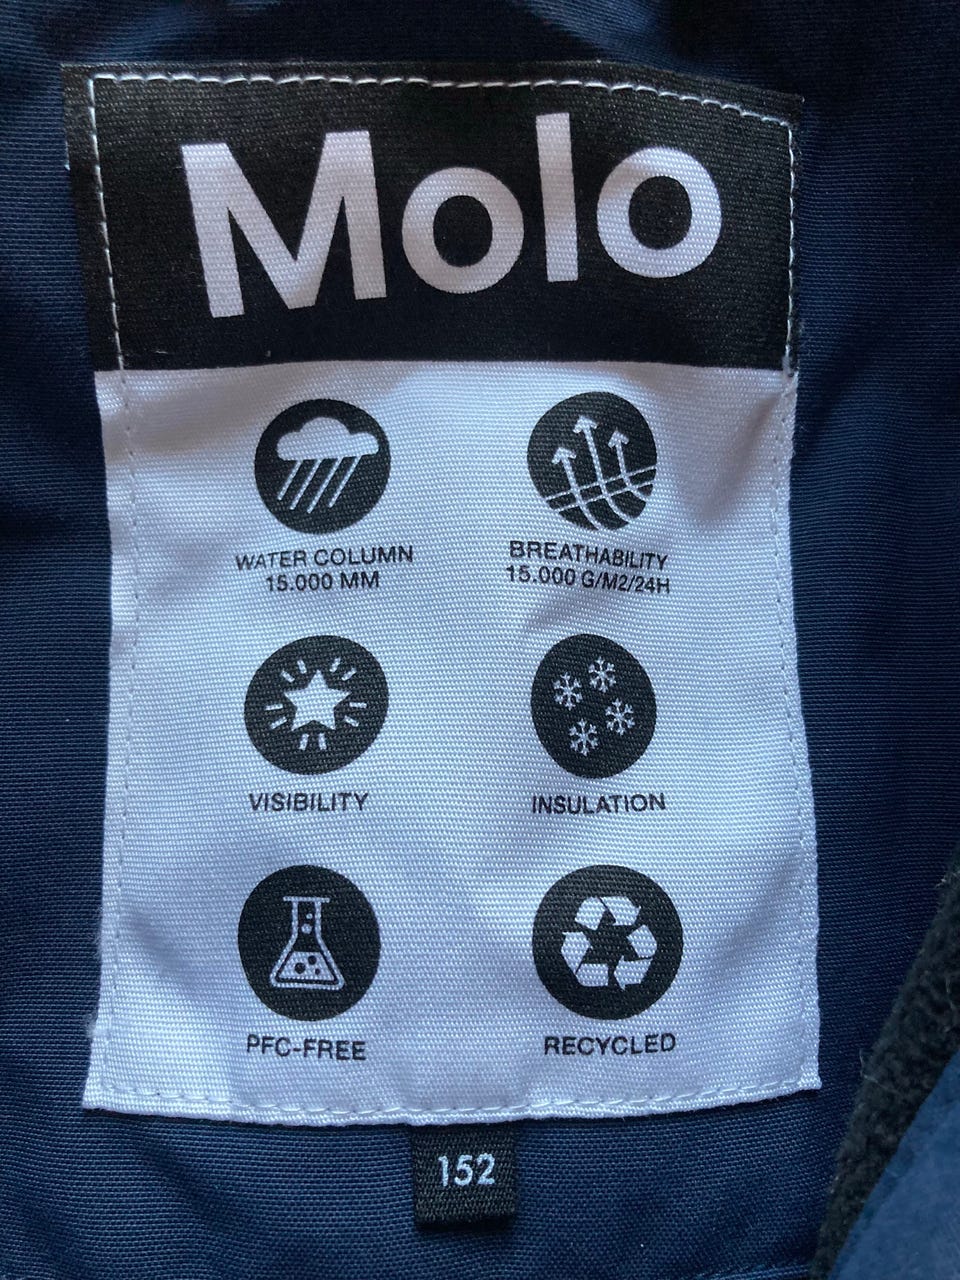 Molo
WATER COLUMN
15.000 MM
BREATHABILITY
15.000 G/M2/24H
VISIBILITY
INSULATION
PFC-FREE
RECYCLED
152